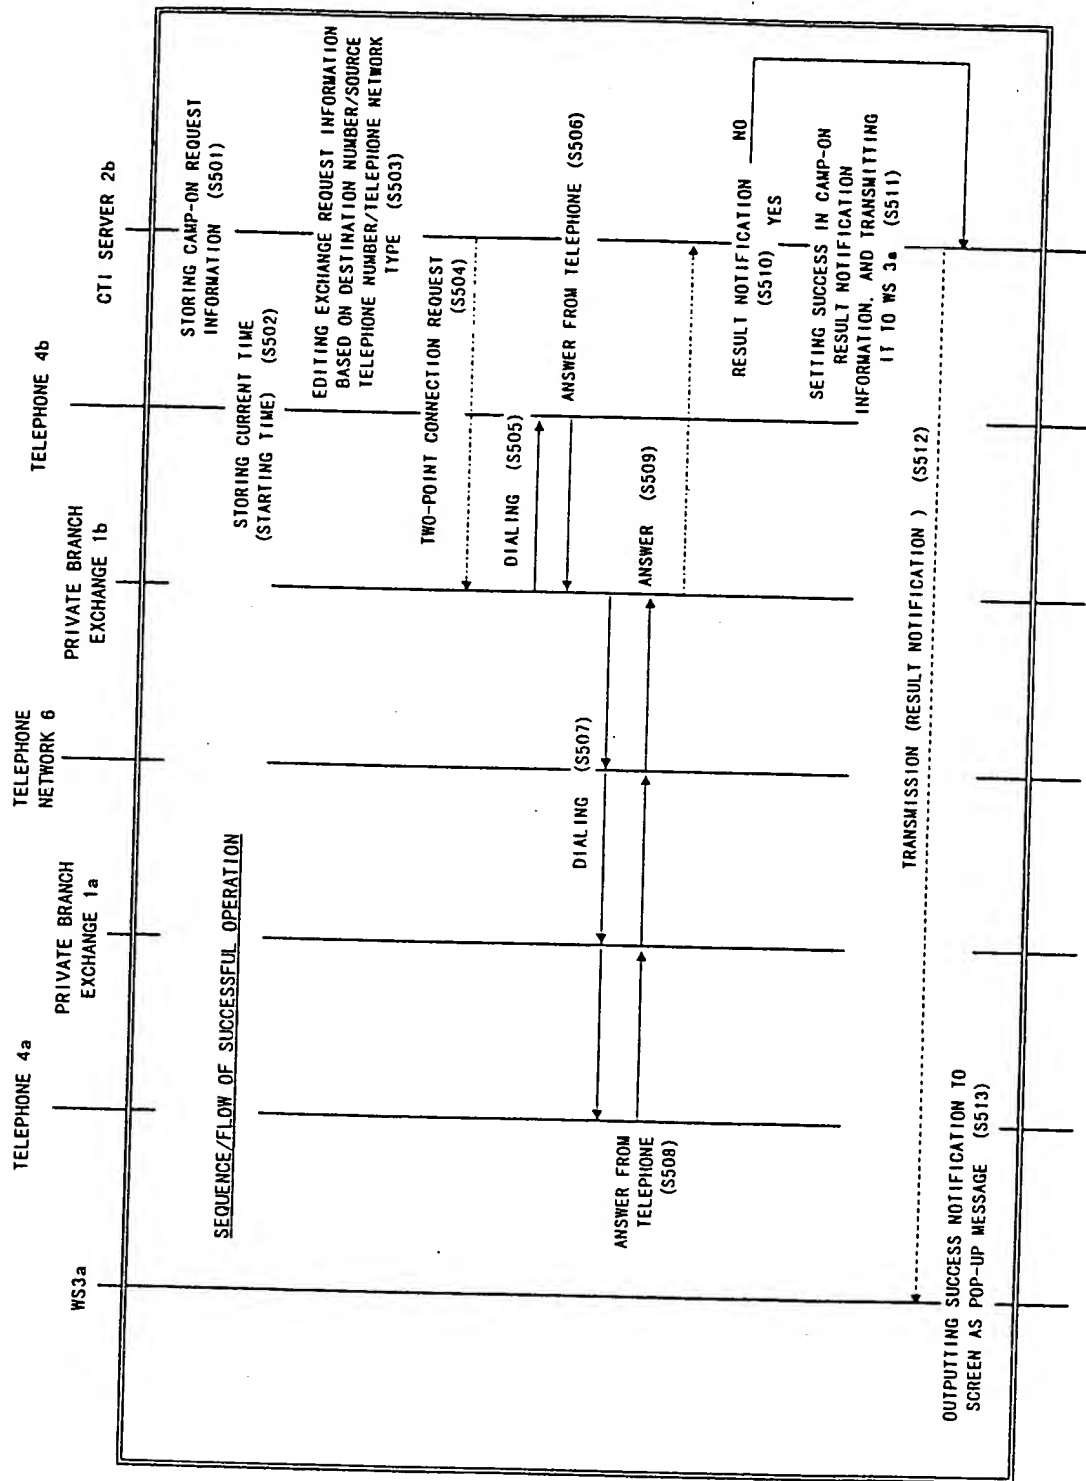 WS3a
TELEPHONE 4a
PRIVATE BRANCH
EXCHANGE 1a
TELEPHONE
NETWORK 6
PRIVATE BRANCH
EXCHANGE 1b
TELEPHONE 4b
CTI SERVER 2b
SEQUENCE/FLOW OF SUCCESSFUL OPERATION
STORING CAMP-ON REQUEST
INFORMATION (S501)
STORING CURRENT TIME
(STARTING TIME) (S502)
EDITING EXCHANGE REQUEST INFORMATION
BASED ON DESTINATION NUMBER/SOURCE
TELEPHONE NUMBER/TELEPHONE NETWORK
TYPE (S503)
TWO-POINT CONNECTION REQUEST
(S504)
DIALING (S505)
ANSWER FROM TELEPHONE (S506)
DIALING (S507)
ANSWER FROM
TELEPHONE
(S508)
ANSWER (S509)
RESULT NOTIFICATION NO
(S510) YES
SETTING SUCCESS IN CAMP-ON
RESULT NOTIFICATION
INFORMATION, AND TRANSMITTING
IT TO WS 3a (S511)
TRANSMISSION (RESULT NOTIFICATION ) (S512)
OUTPUTTING SUCCESS NOTIFICATION TO
SCREEN AS POP-UP MESSAGE (S513)